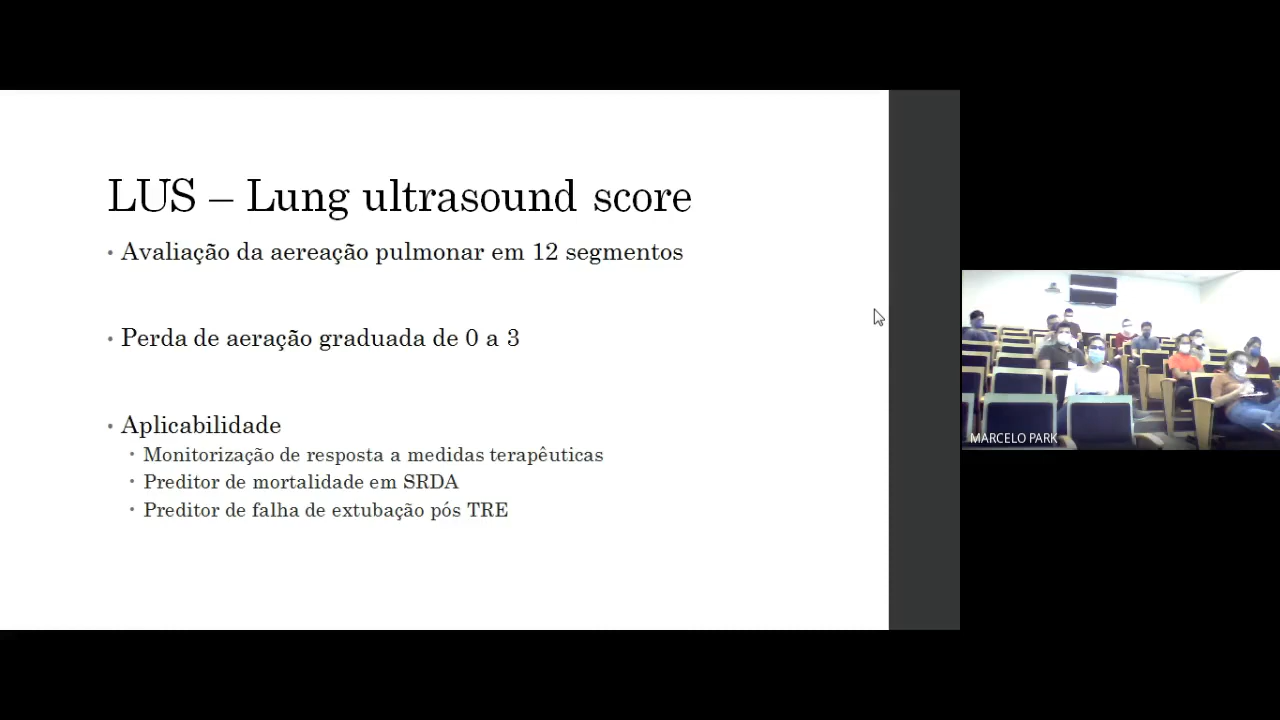 LUS – Lung ultrasound score
• Avaliação da aereação pulmonar em 12 segmentos
• Perda de aeração graduada de 0 a 3
• Aplicabilidade
• Monitorização de resposta a medidas terapêuticas
• Preditor de mortalidade em SRDA
• Preditor de falha de extubação pós TRE
MARCELO PARK